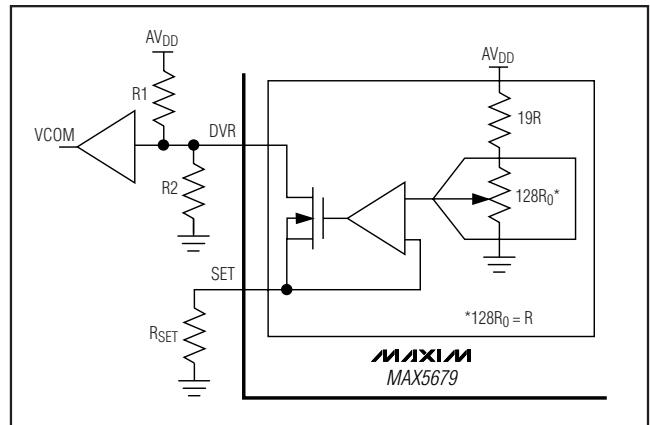 AVDD
R1
VCOM
DVR
R2
SET
RSET
AVDD
19R
128R0*
*128R0 = R
MAXIM
MAX5679